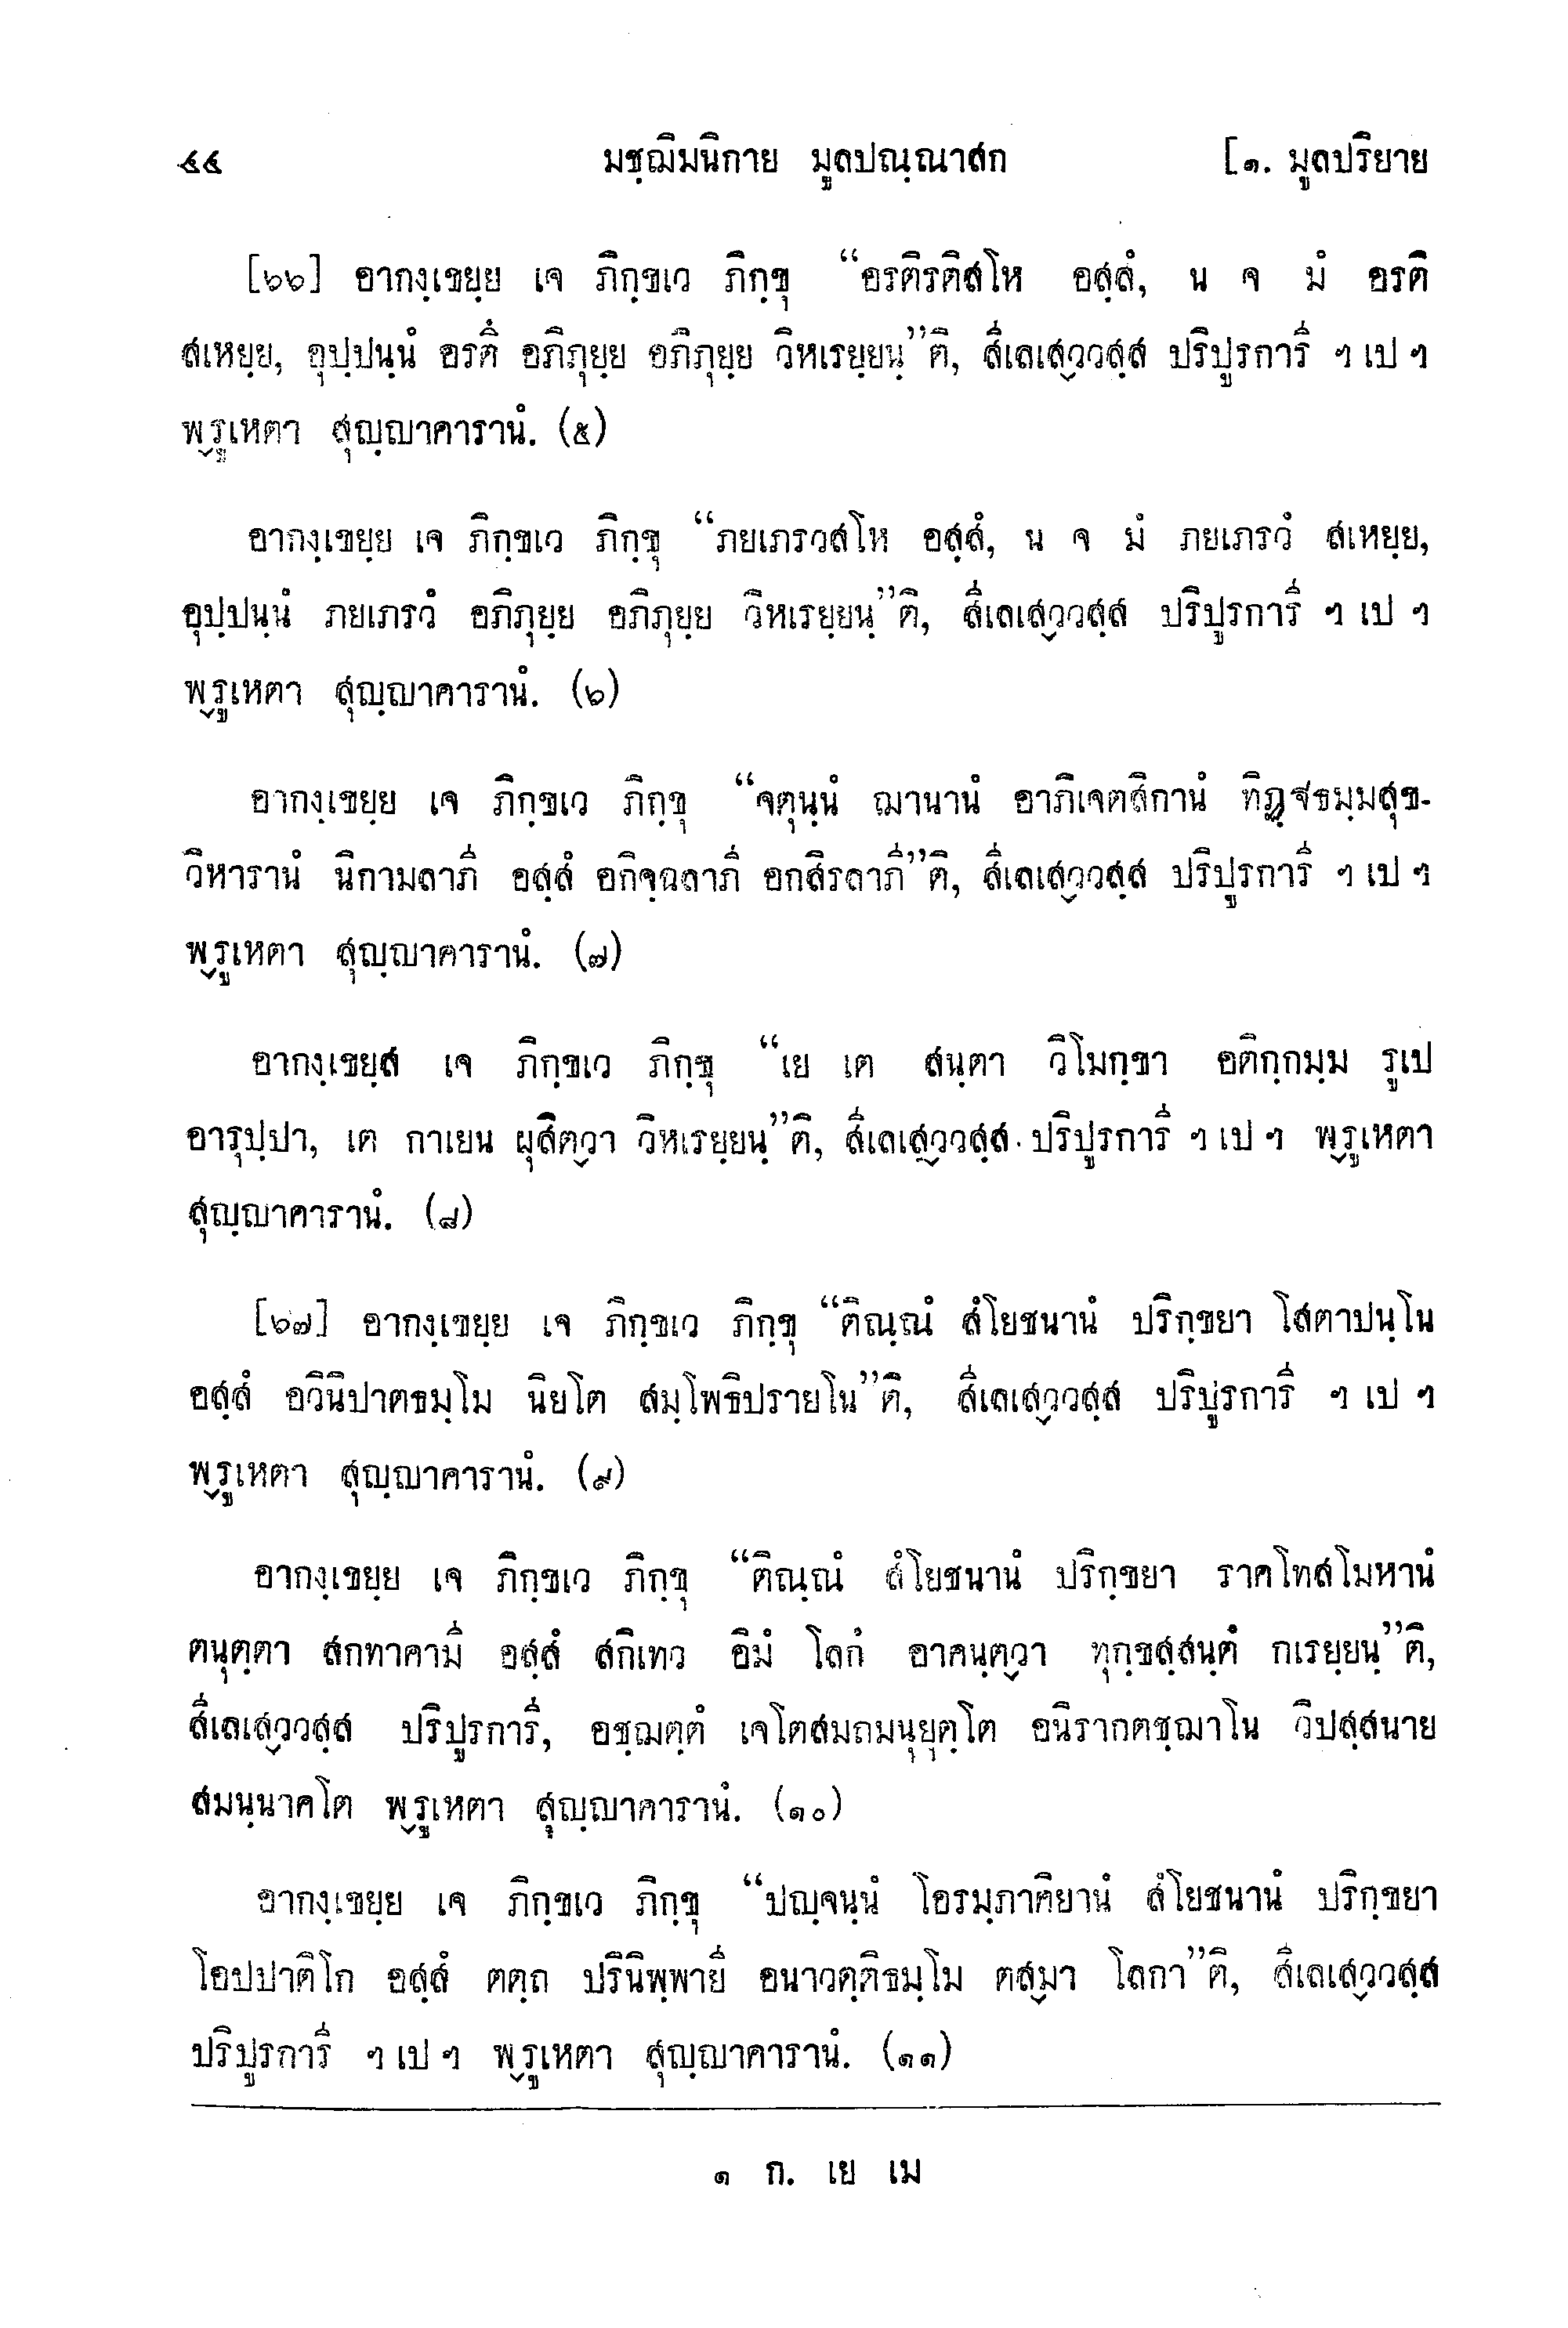 ๔๔ มชฺฌิมนิกาย มูลปณฺณาสก [๑. มูลปริยาย
[๖๖] อากงฺเขยฺย เจ ภิกฺขเว ภิกฺขุ “อรติรติสโห อสฺสํ, น จ มํ อรติ
สเหยฺย, อุปฺปนฺนํ อรตึ อภิภุยฺย อภิภุยฺย วิหเรยฺยนฺ”ติ, สีเลเสฺววสฺส ปริปูรการี ฯ เป ฯ
พฺรูเหตา สุญฺญาคารานํ. (๕)
อากงฺเขยฺย เจ ภิกฺขเว ภิกฺขุ “ภยเภรวสโห อสฺสํ, น จ มํ ภยเภรวํ สเหยฺย,
อุปฺปนฺนํ ภยเภรวํ อภิภุยฺย อภิภุยฺย วิหเรยฺยนฺ”ติ, สีเลเสฺววสฺส ปริปูรการี ฯ เป ฯ
พฺรูเหตา สุญฺญาคารานํ. (๖)
อากงฺเขยฺย เจ ภิกฺขเว ภิกฺขุ “จตุนฺนํ ฌานานํ อาภิเจตสิกานํ ทิฏฺฐธมฺมสุข-
วิหารานํ นิกามลาภี อสฺสํ อกิจฺฉลาภี อกสิรลาภี”ติ, สีเลเสฺววสฺส ปริปูรการี ฯ เป ฯ
พฺรูเหตา สุญฺญาคารานํ. (๗)
อากงฺเขยฺส เจ ภิกฺขเว ภิกฺขุ “เย เต สนฺตา วิโมกฺขา อติกฺกมฺม รูเป
อารุปฺปา, เต กาเยน ผุสิตฺวา วิหเรยฺยนฺ”ติ, สีเลเสฺววสฺส ปริปูรการี ฯ เป ฯ พฺรูเหตา
สุญฺญาคารานํ. (๘)
[๖๗] อากงฺเขยฺย เจ ภิกฺขเว ภิกฺขุ “ติณฺณํ สํโยชนานํ ปริกฺขยา โสตาปนฺโน
อสฺสํ อวินิปาตธมฺโม นิยโต สมฺโพธิปรายโน”ติ, สีเลเสฺววสฺส ปริปูรการี ฯ เป ฯ
พฺรูเหตา สุญฺญาคารานํ. (๙)
อากงฺเขยฺย เจ ภิกฺขเว ภิกฺขุ “ติณฺณํ สํโยชนานํ ปริกฺขยา ราคโทสโมหานํ
ตนุตฺตา สกทาคามี อสฺสํ สกิเทว อิมํ โลกํ อาคนฺตฺวา ทุกฺขสฺสนฺตํ กเรยฺยนฺ”ติ,
สีเลเสฺววสฺส ปริปูรการี, อชฺฌตฺตํ เจโตสมถมนุยุตฺโต อนิรากตชฺฌาโน วิปสฺสนาย
สมนฺนาคโต พฺรูเหตา สุญฺญาคารานํ. (๑๐)
อากงฺเขยฺย เจ ภิกฺขเว ภิกฺขุ “ปญฺจนฺนํ โอรมฺภาคิยานํ สํโยชนานํ ปริกฺขยา
โอปปาติโก อสฺสํ ตตฺถ ปรินิพฺพายี อนาวตฺติธมฺโม ตสฺมา โลกา”ติ, สีเลเสฺววสฺส
ปริปูรการี ฯ เป ฯ พฺรูเหตา สุญฺญาคารานํ. (๑๑)
๑ ก. เย เม